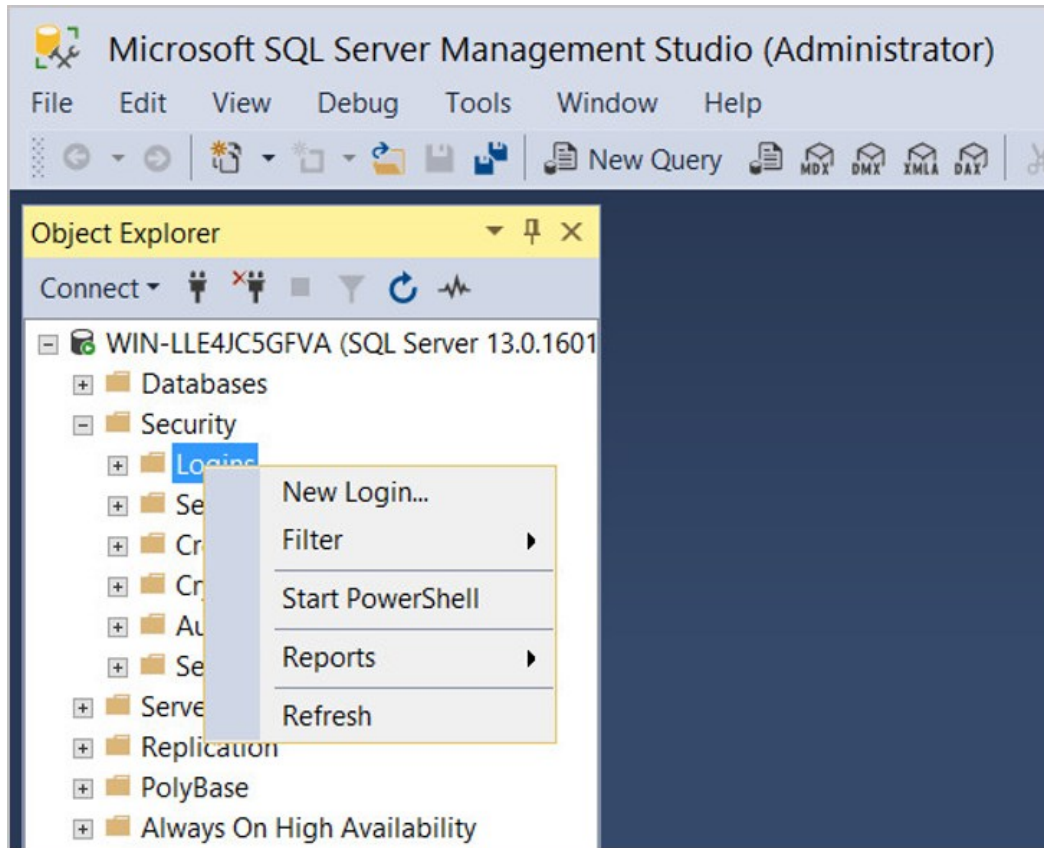 Microsoft SQL Server Management Studio (Administrator)
File Edit View Debug Tools Window Help
New Query MDX DMX XMLA DAX
Object Explorer
Connect
WIN-LLE4JC5GFVA (SQL Server 13.0.1601
Databases
Security
Logins
New Login...
Filter
Start PowerShell
Reports
Refresh
Replication
PolyBase
Always On High Availability